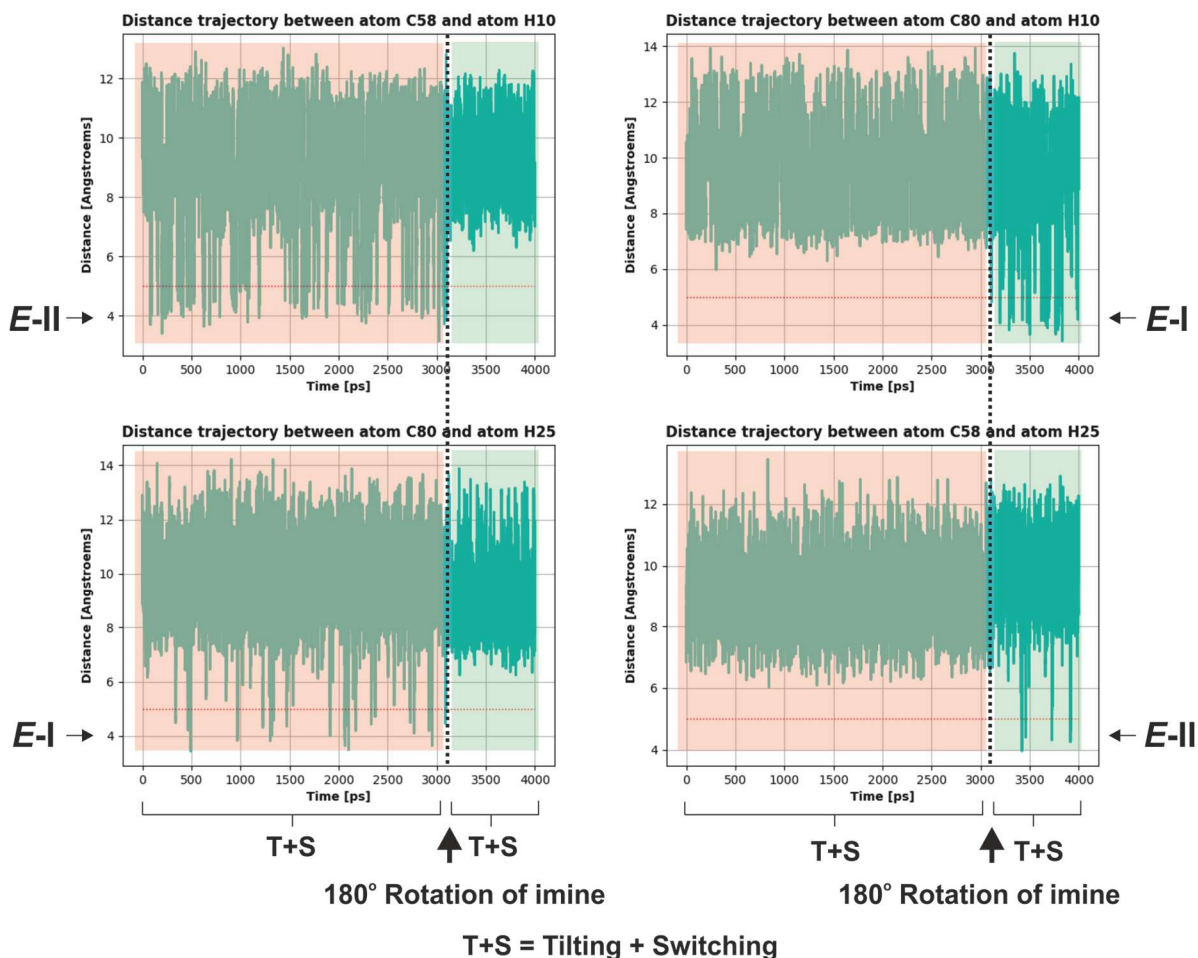 Distance trajectory between atom C58 and atom H10
Distance [Angstroems]
12
10
8
6
4
0 500 1000 1500 2000 2500 3000 3500 4000
Time [ps]
E-II →
Distance trajectory between atom C80 and atom H10
Distance [Angstroems]
14
12
10
8
6
4
0 500 1000 1500 2000 2500 3000 3500 4000
Time [ps]
← E-I
Distance trajectory between atom C80 and atom H25
Distance [Angstroems]
14
12
10
8
6
4
0 500 1000 1500 2000 2500 3000 3500 4000
Time [ps]
E-I →
Distance trajectory between atom C58 and atom H25
Distance [Angstroems]
12
10
8
6
4
0 500 1000 1500 2000 2500 3000 3500 4000
Time [ps]
← E-II
T+S T+S
T+S T+S
180° Rotation of imine
180° Rotation of imine
T+S = Tilting + Switching